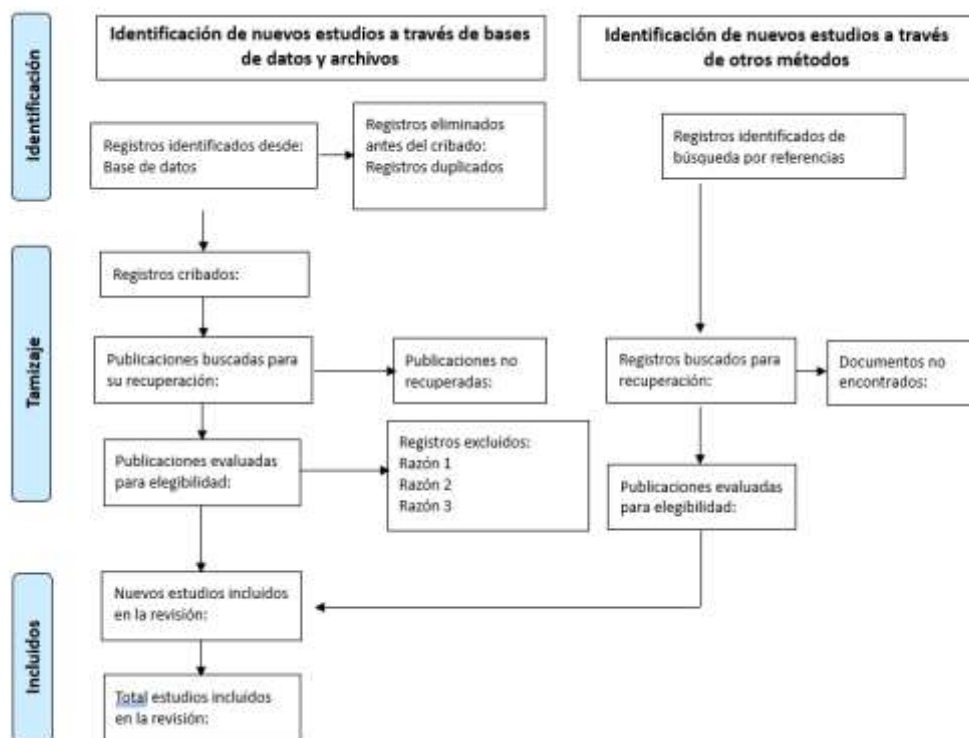 Identificación
Identificación de nuevos estudios a través de bases
de datos y archivos
Identificación de nuevos estudios a través
de otros métodos
Registros identificados desde:
Base de datos
Registros eliminados
antes del cribado:
Registros duplicados
Registros identificados de
búsqueda por referencias
Tamizaje
Registros cribados:
Publicaciones buscadas para
su recuperación:
Publicaciones no
recuperadas:
Registros buscados para
recuperación:
Documentos no
encontrados:
Publicaciones evaluadas
para elegibilidad:
Registros excluidos:
Razón 1
Razón 2
Razón 3
Publicaciones evaluadas
para elegibilidad:
Incluidos
Nuevos estudios incluidos
en la revisión:
Total estudios incluidos
en la revisión: